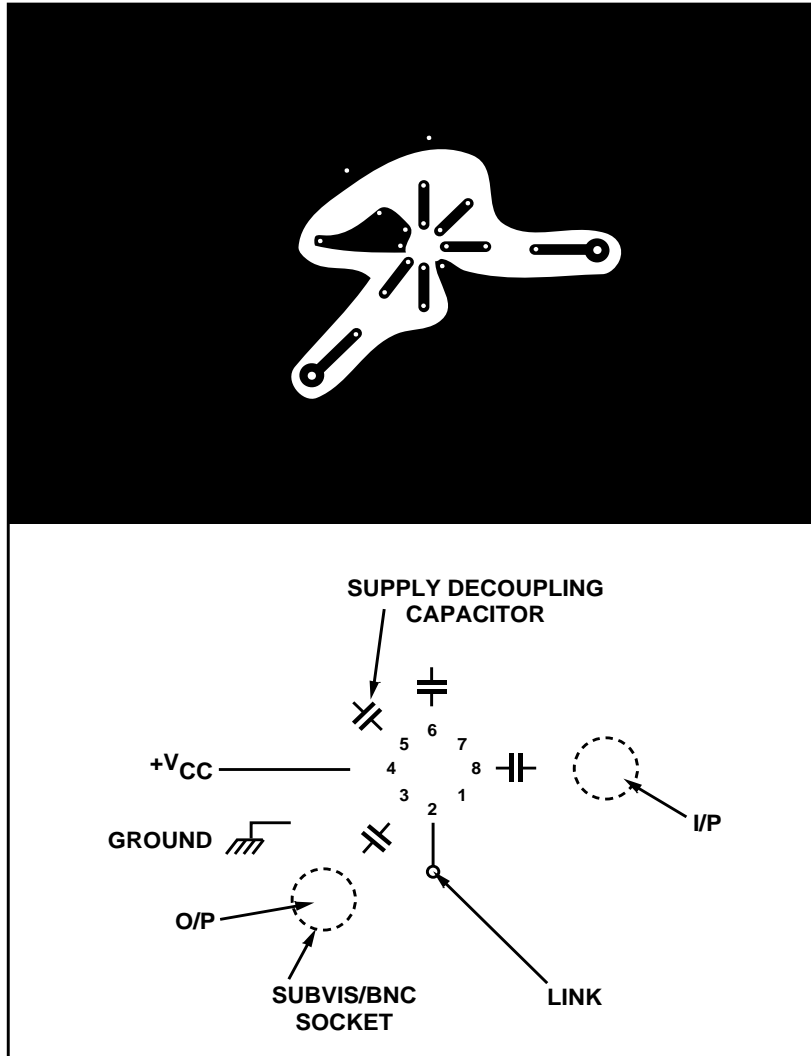 SUPPLY DECOUPLING
CAPACITOR
6
5
7
+VCC
4
8
3
1
2
I/P
GROUND
O/P
SUBVIS/BNC
SOCKET
LINK